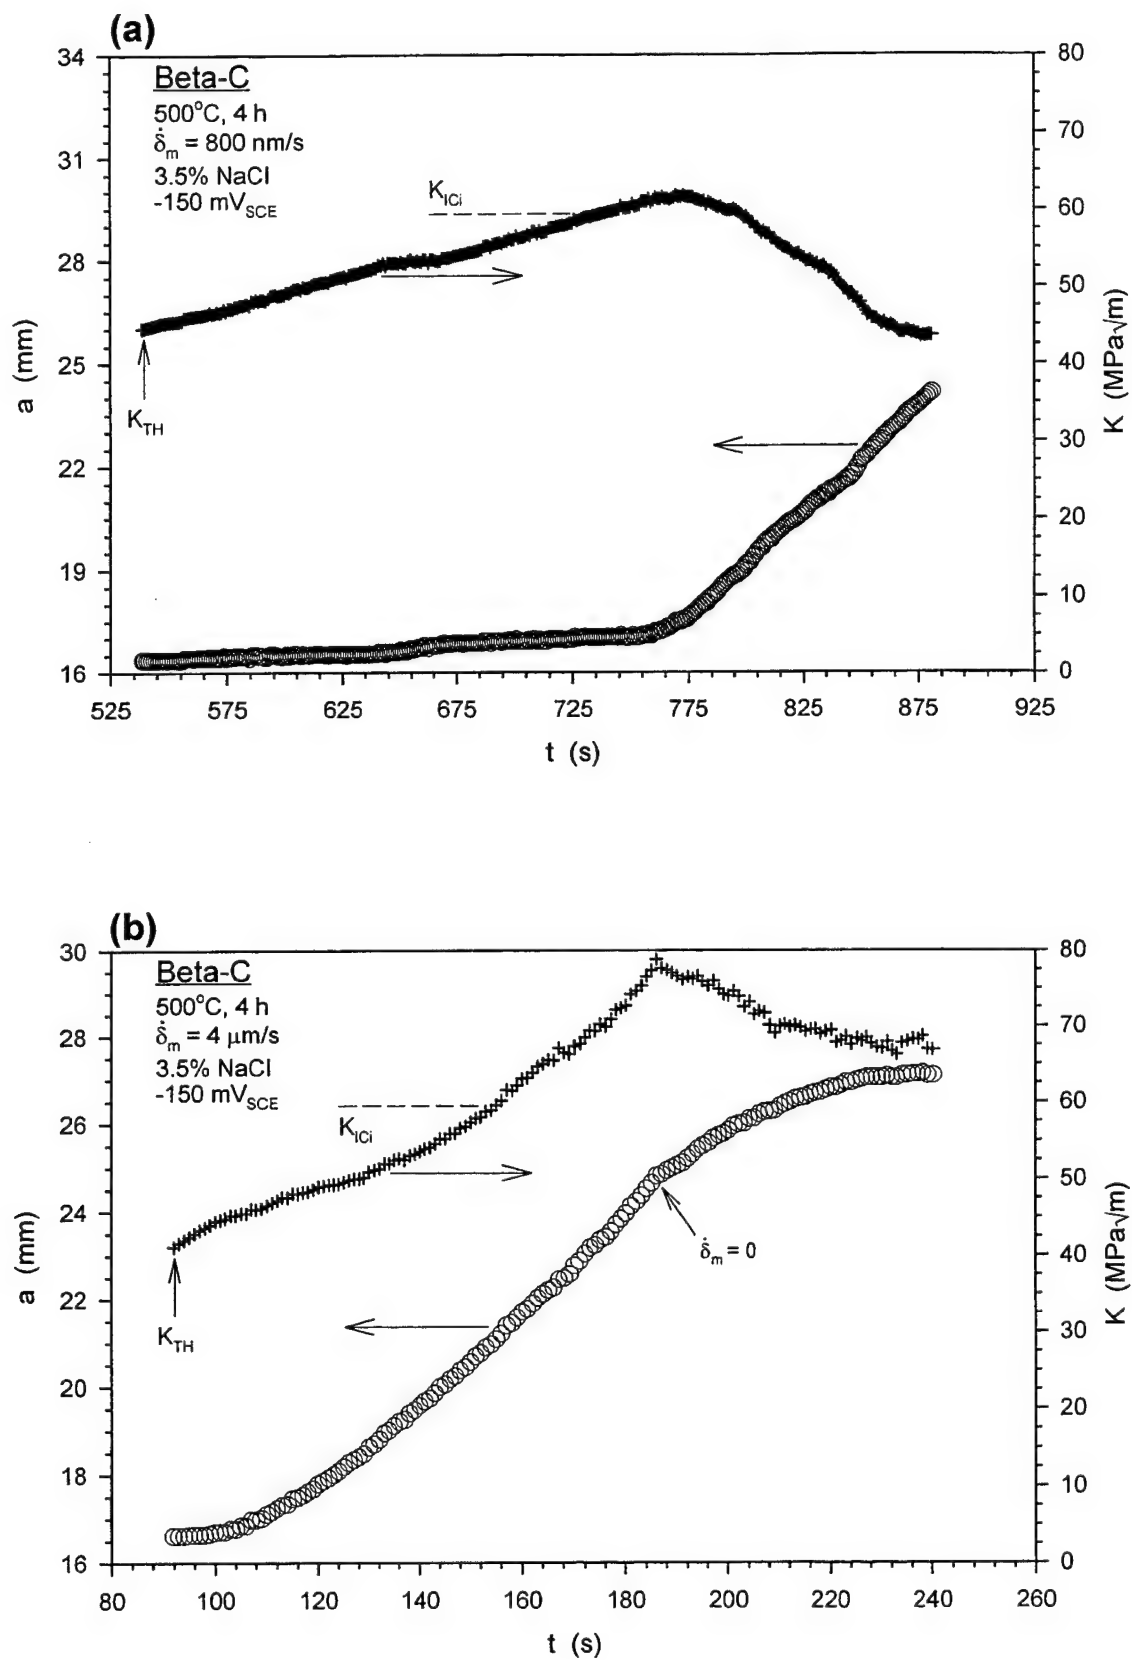 (a)
Beta-C
500°C, 4 h
δ̇m = 800 nm/s
3.5% NaCl
-150 mVSCE
KICi
KTH
34
31
28
25
22
19
16
a (mm)
80
70
60
50
40
30
20
10
0
K (MPa√m)
525 575 625 675 725 775 825 875 925
t (s)
(b)
Beta-C
500°C, 4 h
δ̇m = 4 μm/s
3.5% NaCl
-150 mVSCE
KICi
KTH
δ̇m = 0
30
28
26
24
22
20
18
16
a (mm)
80
70
60
50
40
30
20
10
0
K (MPa√m)
80 100 120 140 160 180 200 220 240 260
t (s)